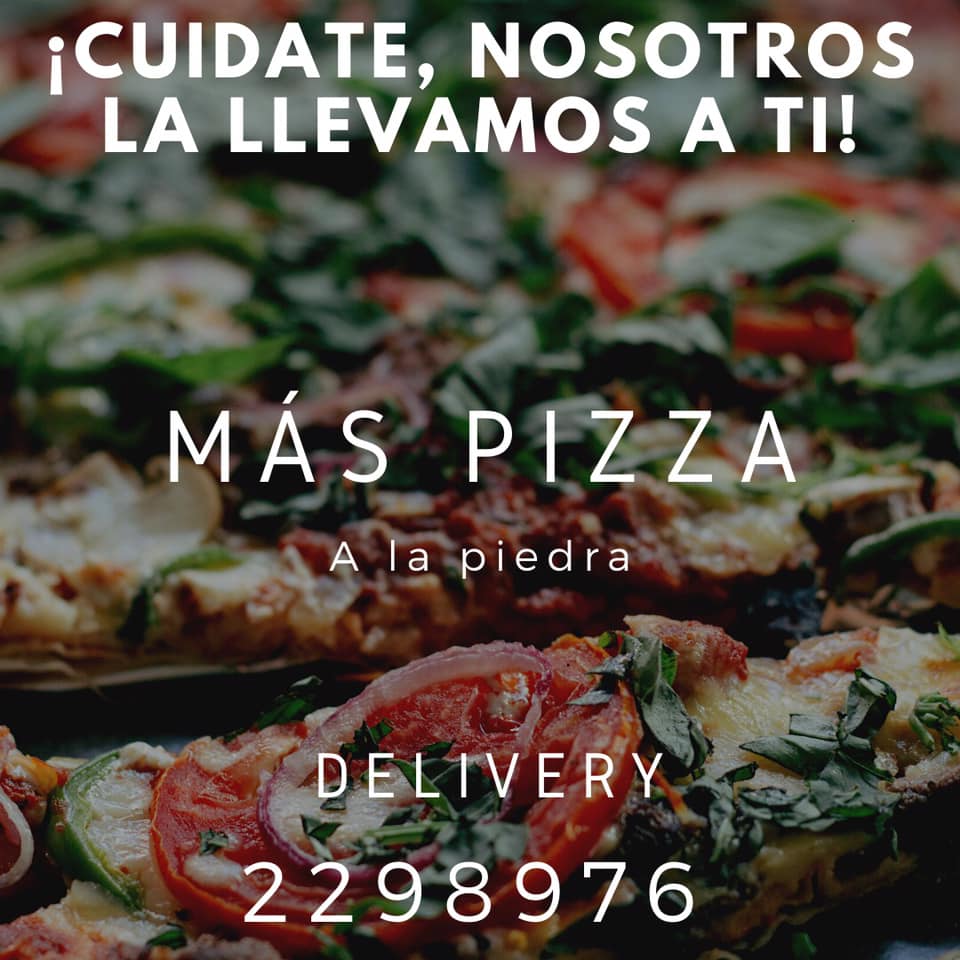 ¡CUIDATE, NOSOTROS
LA LLEVAMOS A TI!
MÁS PIZZA
A la piedra
DELIVERY
2298976